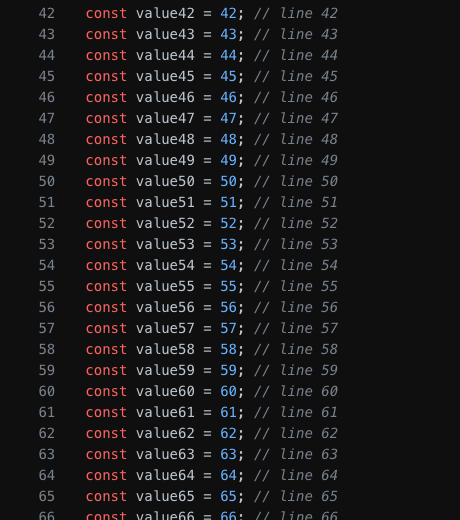 42 const value42 = 42; // line 42
43 const value43 = 43; // line 43
44 const value44 = 44; // line 44
45 const value45 = 45; // line 45
46 const value46 = 46; // line 46
47 const value47 = 47; // line 47
48 const value48 = 48; // line 48
49 const value49 = 49; // line 49
50 const value50 = 50; // line 50
51 const value51 = 51; // line 51
52 const value52 = 52; // line 52
53 const value53 = 53; // line 53
54 const value54 = 54; // line 54
55 const value55 = 55; // line 55
56 const value56 = 56; // line 56
57 const value57 = 57; // line 57
58 const value58 = 58; // line 58
59 const value59 = 59; // line 59
60 const value60 = 60; // line 60
61 const value61 = 61; // line 61
62 const value62 = 62; // line 62
63 const value63 = 63; // line 63
64 const value64 = 64; // line 64
65 const value65 = 65; // line 65
66 const value66 = 66; // line 66